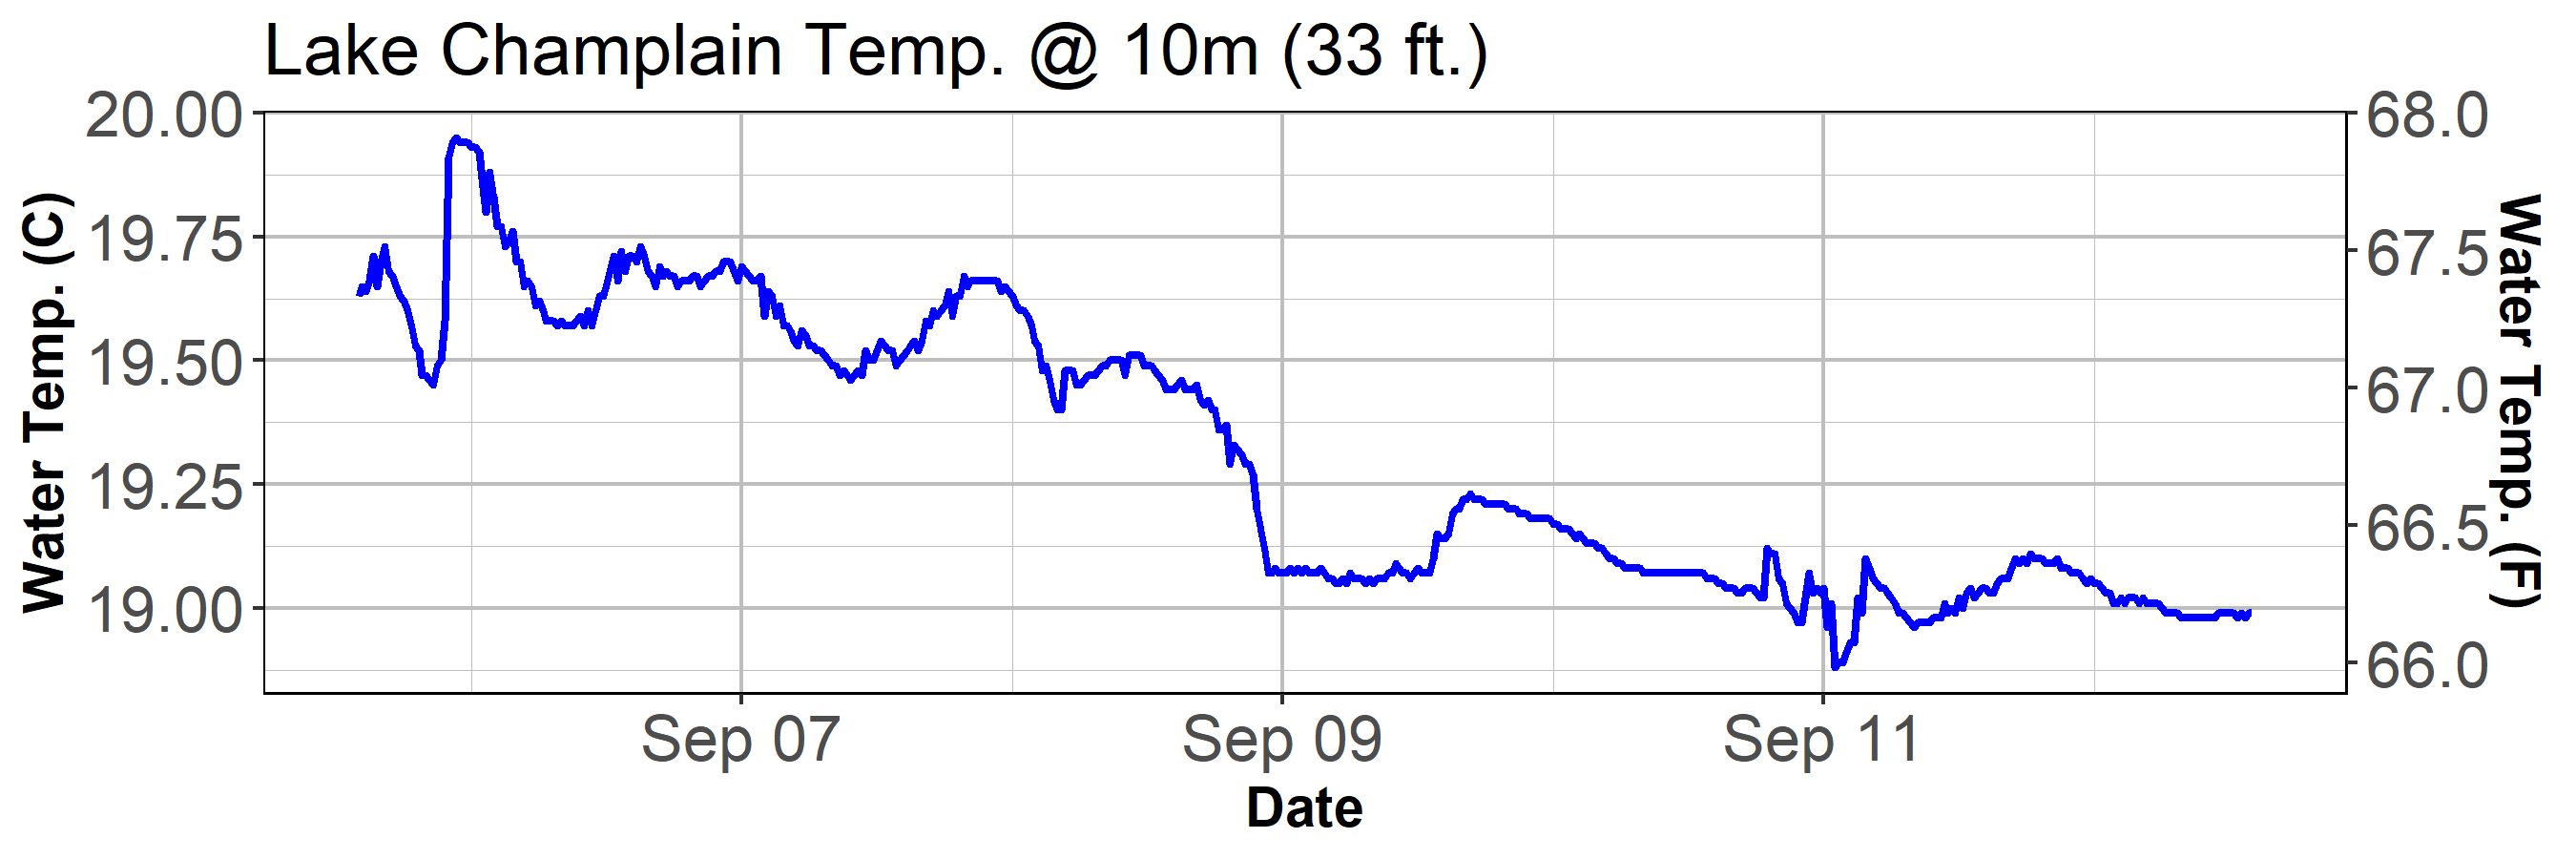 Lake Champlain Temp. @ 10m (33 ft.)
Water Temp. (C)
20.00
19.75
19.50
19.25
19.00
68.0
67.5
67.0
66.5
66.0
Water Temp. (F)
Sep 07
Sep 09
Sep 11
Date